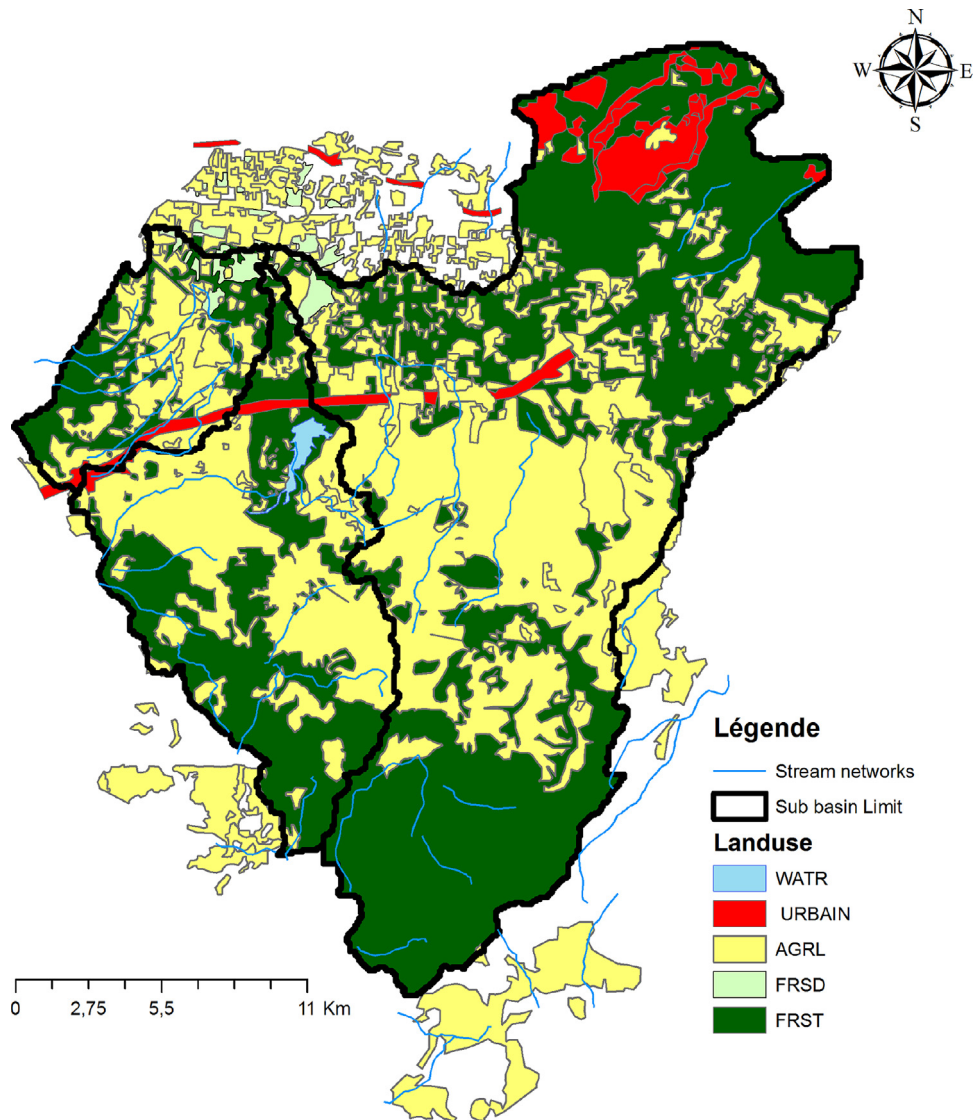 N
W E
S
Légende
Stream networks
Sub basin Limit
Landuse
WATR
URBAIN
AGRL
FRSD
FRST
0 2,75 5,5 11 Km